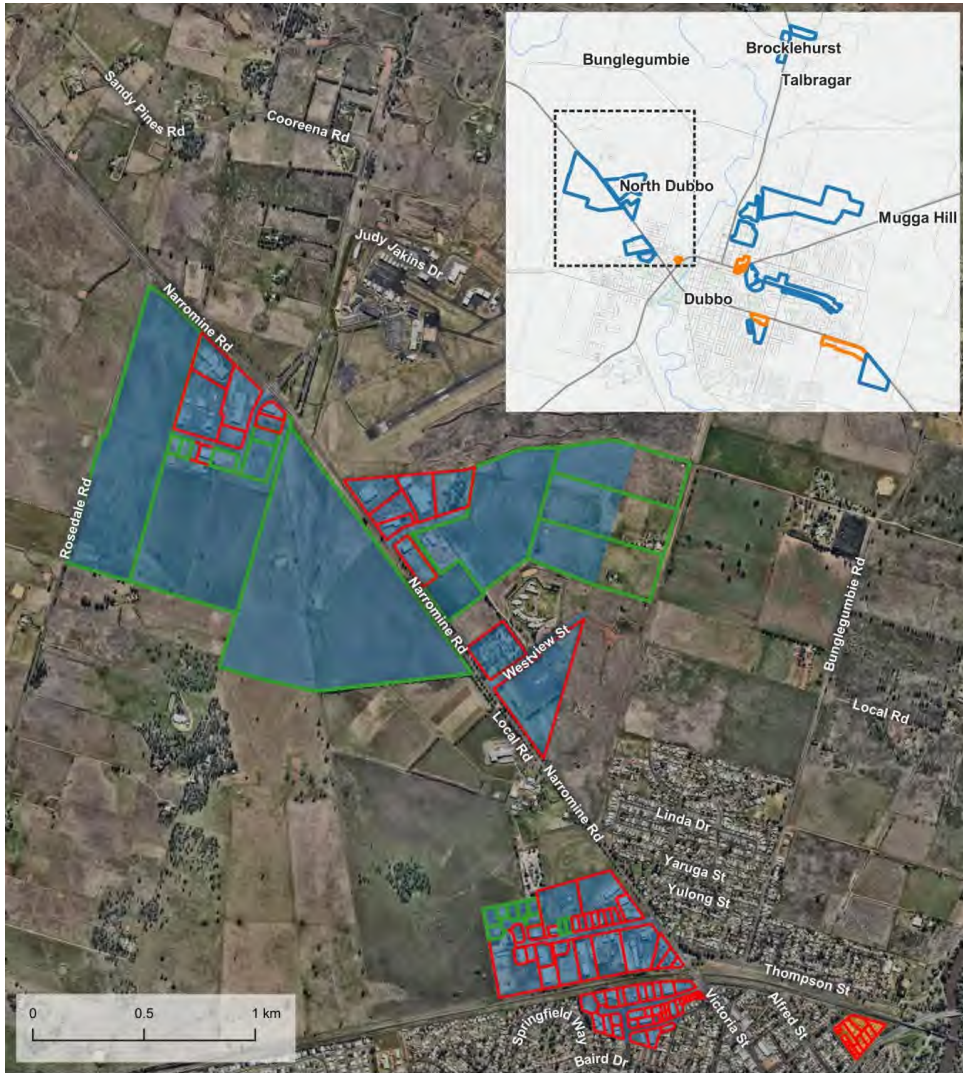 Brocklehurst
Bunglegumbie
Talbragar
North Dubbo
Mugga Hill
Dubbo
Sandy Pines Rd
Cooreena Rd
Judy Jakins Dr
Narromine Rd
Rosedale Rd
Narromine Rd
Westview St
Bunglegumbie Rd
Local Rd
Local Rd
Narromine Rd
Linda Dr
Yaruga St
Yulong St
Thompson St
Alfred St
Victoria St
Springfield Way
Baird Dr
0 0.5 1 km